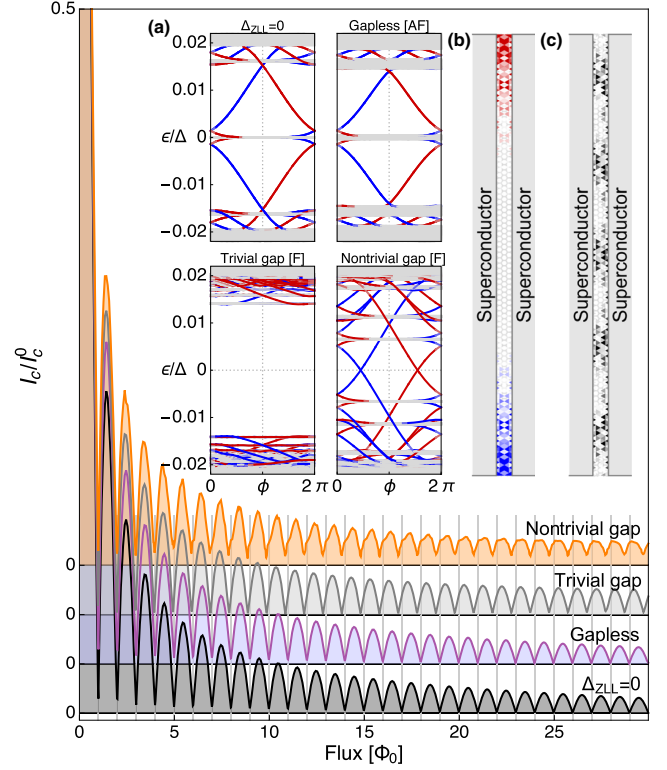 0.5
(a)
Δ_ZLL=0
Gapless [AF]
(b)
(c)
0.02
0.01
ϵ/Δ 0
−0.01
−0.02
Trivial gap [F]
Nontrivial gap [F]
0.02
0.01
0
ϵ/Δ
−0.01
−0.02
0 ϕ 2 π
0 ϕ 2 π
Superconductor
Superconductor
Superconductor
Superconductor
I_c/I_c^0
Nontrivial gap
0
Trivial gap
0
Gapless
0
Δ_ZLL=0
0
0 5 10 15 20 25
Flux [Φ_0]